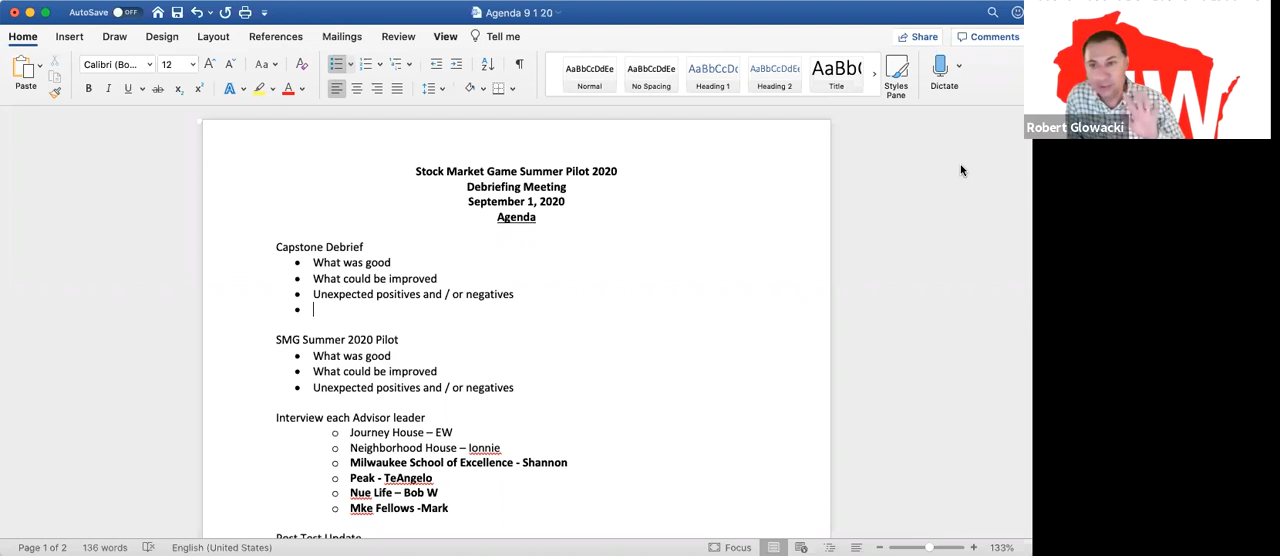 AutoSave OFF
Agenda 9 1 20
Home Insert Draw Design Layout References Mailings Review View Tell me
Share Comments
Paste
Calibri (Bo... 12
AaBbCcDdEe AaBbCcDdEe AaBbCcDc AaBbCcDdEe AaBb(
Normal No Spacing Heading 1 Heading 2 Title
Styles
Pane
Dictate
W
Robert Glowacki
Stock Market Game Summer Pilot 2020
Debriefing Meeting
September 1, 2020
Agenda
Capstone Debrief
• What was good
• What could be improved
• Unexpected positives and / or negatives
•
SMG Summer 2020 Pilot
• What was good
• What could be improved
• Unexpected positives and / or negatives
Interview each Advisor leader
o Journey House – EW
o Neighborhood House – Ionnie
o Milwaukee School of Excellence - Shannon
o Peak - TeAngelo
o Nue Life – Bob W
o Mke Fellows -Mark
Post Test Update
Page 1 of 2 136 words English (United States) Focus 133%